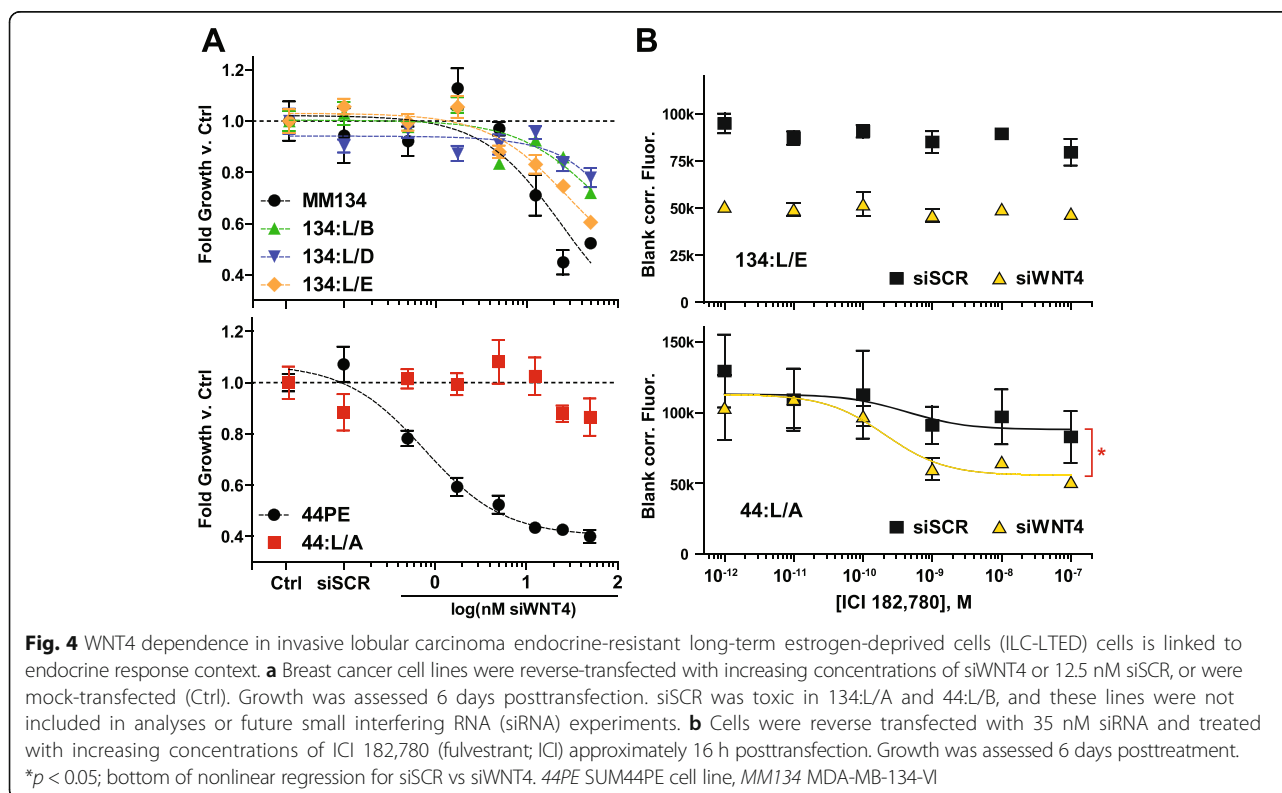 A
Fold Growth v. Ctrl
1.2
1.0
0.8
0.6
0.4
MM134
134:L/B
134:L/D
134:L/E
Fold Growth v. Ctrl
1.2
1.0
0.8
0.6
0.4
44PE
44:L/A
Ctrl siSCR 0 1 2
log(nM siWNT4)
B
Blank corr. Fluor.
100k
75k
50k
25k
0
134:L/E
siSCR siWNT4
Blank corr. Fluor.
150k
100k
50k
0
*
44:L/A
siSCR siWNT4
10-12 10-11 10-10 10-9 10-8 10-7
[ICI 182,780], M
Fig. 4 WNT4 dependence in invasive lobular carcinoma endocrine-resistant long-term estrogen-deprived cells (ILC-LTED) cells is linked to
endocrine response context. a Breast cancer cell lines were reverse-transfected with increasing concentrations of siWNT4 or 12.5 nM siSCR, or were
mock-transfected (Ctrl). Growth was assessed 6 days posttransfection. siSCR was toxic in 134:L/A and 44:L/B, and these lines were not
included in analyses or future small interfering RNA (siRNA) experiments. b Cells were reverse transfected with 35 nM siRNA and treated
with increasing concentrations of ICI 182,780 (fulvestrant; ICI) approximately 16 h posttransfection. Growth was assessed 6 days posttreatment.
*p < 0.05; bottom of nonlinear regression for siSCR vs siWNT4. 44PE SUM44PE cell line, MM134 MDA-MB-134-VI